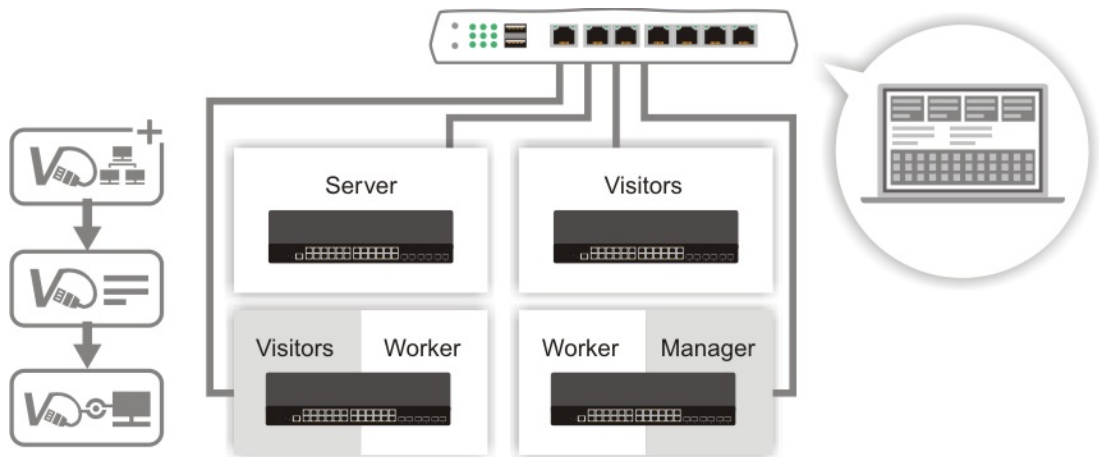 Server
Visitors
Visitors
Worker
Worker
Manager
V
V
V